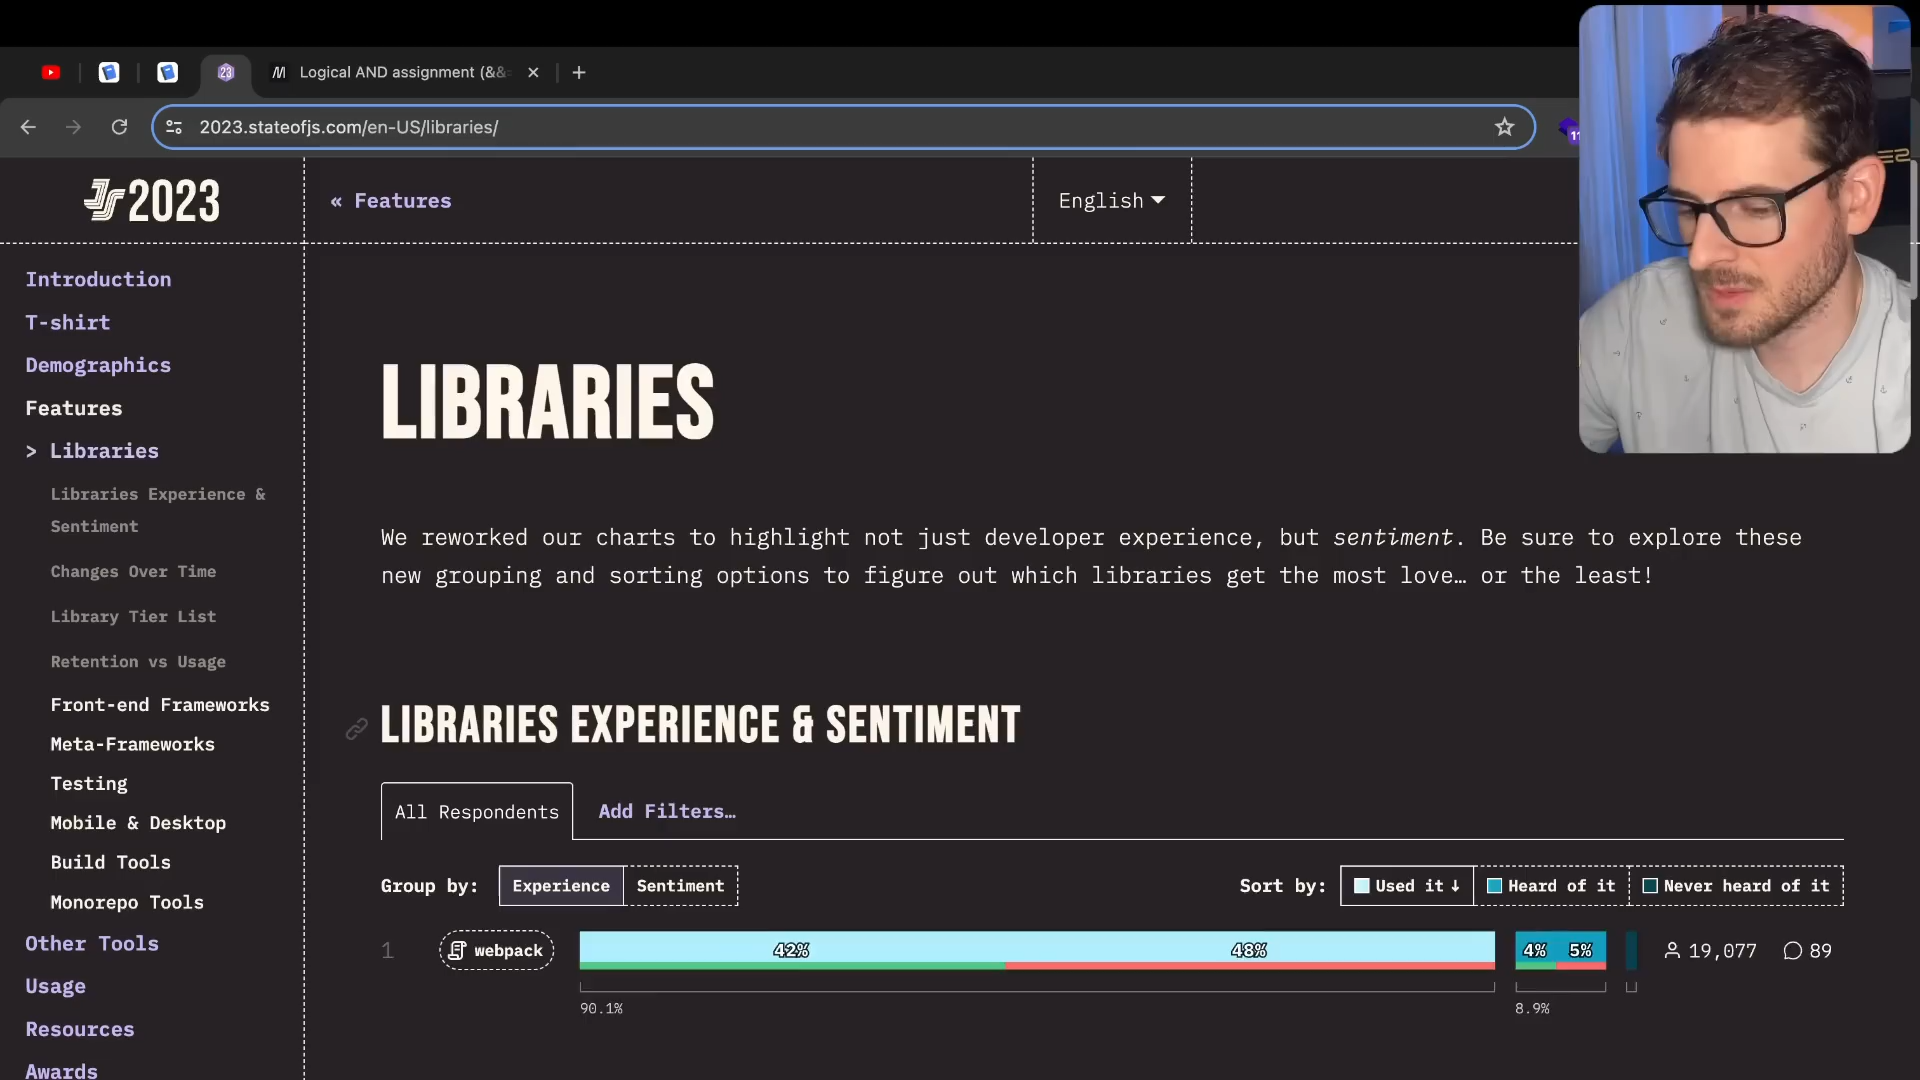 23
Logical AND assignment (&&
2023.stateofjs.com/en-US/libraries/
11
JS2023
« Features
English
Introduction
T-shirt
Demographics
Features
> Libraries
Libraries Experience &
Sentiment
Changes Over Time
Library Tier List
Retention vs Usage
Front-end Frameworks
Meta-Frameworks
Testing
Mobile & Desktop
Build Tools
Monorepo Tools
Other Tools
Usage
Resources
Awards
LIBRARIES
We reworked our charts to highlight not just developer experience, but sentiment. Be sure to explore these
new grouping and sorting options to figure out which libraries get the most love… or the least!
LIBRARIES EXPERIENCE & SENTIMENT
All Respondents Add Filters…
Group by: Experience Sentiment Sort by: Used it ↓ Heard of it Never heard of it
1 webpack 42% 48% 4% 5% 19,077 89
90.1% 8.9%